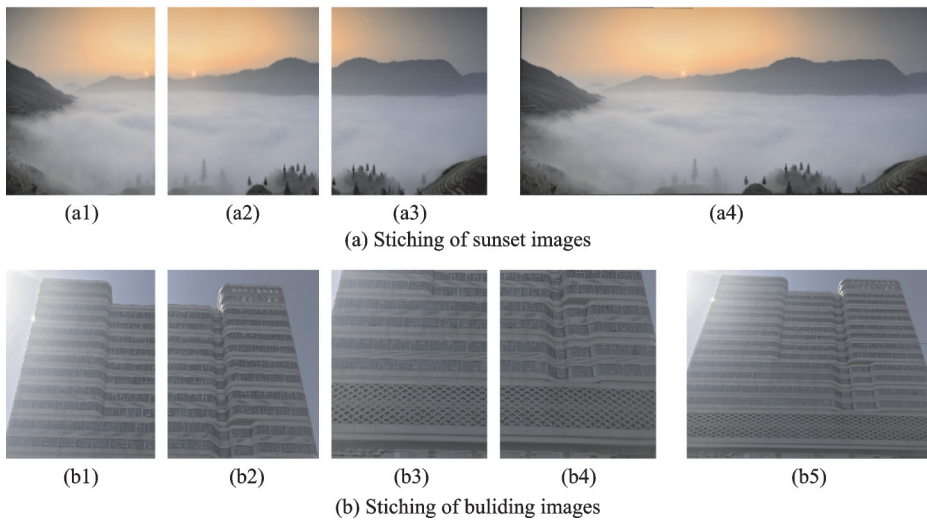 (a1) (a2) (a3) (a4)
(a) Stiching of sunset images
(b1) (b2) (b3) (b4) (b5)
(b) Stiching of buliding images